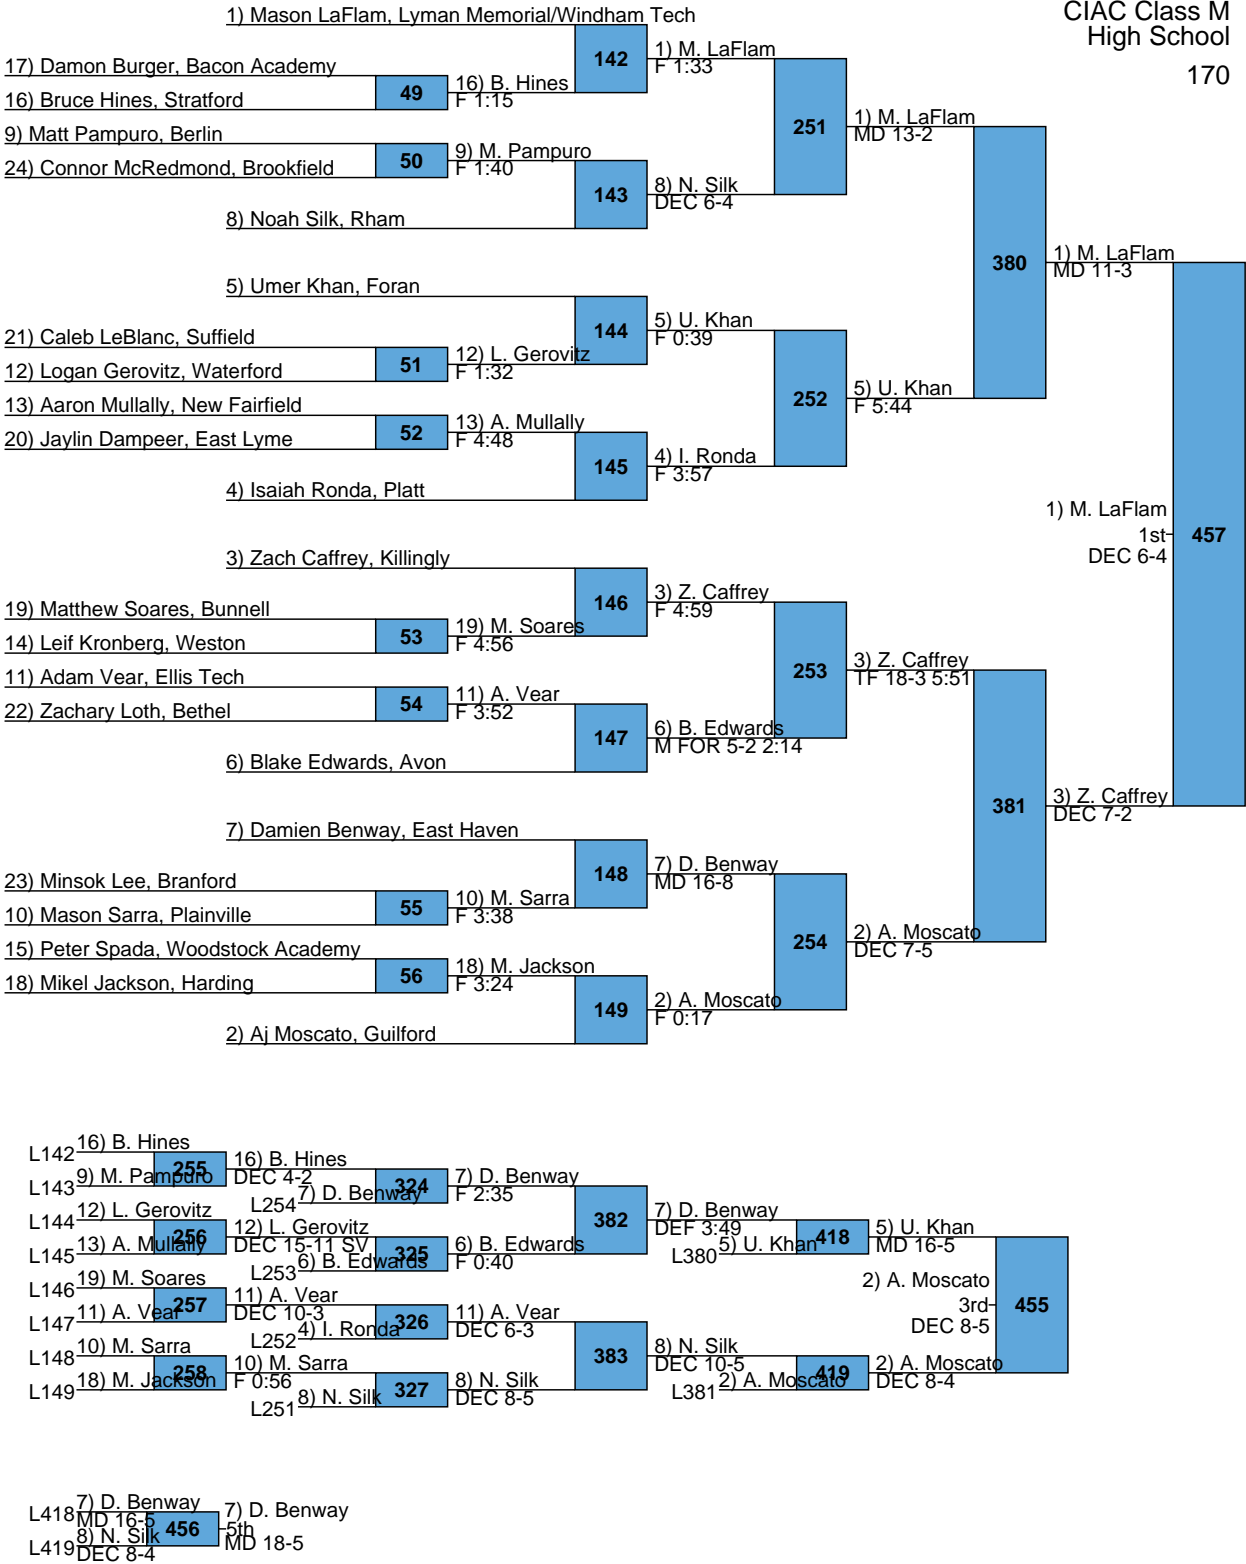 CIAC Class M
High School
170
1) Mason LaFlam, Lyman Memorial/Windham Tech
142
1) M. LaFlam
F 1:33
17) Damon Burger, Bacon Academy
49
16) B. Hines
F 1:15
16) Bruce Hines, Stratford
251
1) M. LaFlam
MD 13-2
9) Matt Pampuro, Berlin
50
9) M. Pampuro
F 1:40
24) Connor McRedmond, Brookfield
143
8) N. Silk
DEC 6-4
8) Noah Silk, Rham
380
1) M. LaFlam
MD 11-3
5) Umer Khan, Foran
144
5) U. Khan
F 0:39
21) Caleb LeBlanc, Suffield
51
12) L. Gerovitz
F 1:32
12) Logan Gerovitz, Waterford
252
5) U. Khan
F 5:44
13) Aaron Mullally, New Fairfield
52
13) A. Mullally
F 4:48
20) Jaylin Dampeer, East Lyme
145
4) I. Ronda
F 3:57
4) Isaiah Ronda, Platt
1) M. LaFlam
1st
DEC 6-4
457
3) Zach Caffrey, Killingly
146
3) Z. Caffrey
F 4:59
19) Matthew Soares, Bunnell
53
19) M. Soares
F 4:56
14) Leif Kronberg, Weston
253
3) Z. Caffrey
TF 18-3 5:51
11) Adam Vear, Ellis Tech
54
11) A. Vear
F 3:52
22) Zachary Loth, Bethel
147
6) B. Edwards
M FOR 5-2 2:14
6) Blake Edwards, Avon
381
3) Z. Caffrey
DEC 7-2
7) Damien Benway, East Haven
148
7) D. Benway
MD 16-8
23) Minsok Lee, Branford
55
10) M. Sarra
F 3:38
10) Mason Sarra, Plainville
254
2) A. Moscato
DEC 7-5
15) Peter Spada, Woodstock Academy
56
18) M. Jackson
F 3:24
18) Mikel Jackson, Harding
149
2) A. Moscato
F 0:17
2) Aj Moscato, Guilford
L142
16) B. Hines
255
16) B. Hines
DEC 4-2
L143
9) M. Pampuro
L254
7) D. Benway
324
7) D. Benway
F 2:35
L144
12) L. Gerovitz
256
12) L. Gerovitz
DEC 15-11 SV
L145
13) A. Mullally
L253
6) B. Edwards
325
6) B. Edwards
F 0:40
382
7) D. Benway
DEF 3:49
L380
5) U. Khan
418
5) U. Khan
MD 16-5
L146
19) M. Soares
257
11) A. Vear
DEC 10-3
L147
11) A. Vear
L252
4) I. Ronda
326
11) A. Vear
DEC 6-3
2) A. Moscato
3rd
DEC 8-5
455
L148
10) M. Sarra
258
10) M. Sarra
F 0:56
L149
18) M. Jackson
L251
8) N. Silk
327
8) N. Silk
DEC 8-5
383
8) N. Silk
DEC 10-5
L381
2) A. Moscato
419
2) A. Moscato
DEC 8-4
L418
7) D. Benway
MD 16-5
456
7) D. Benway
5th
MD 18-5
L419
8) N. Silk
DEC 8-4